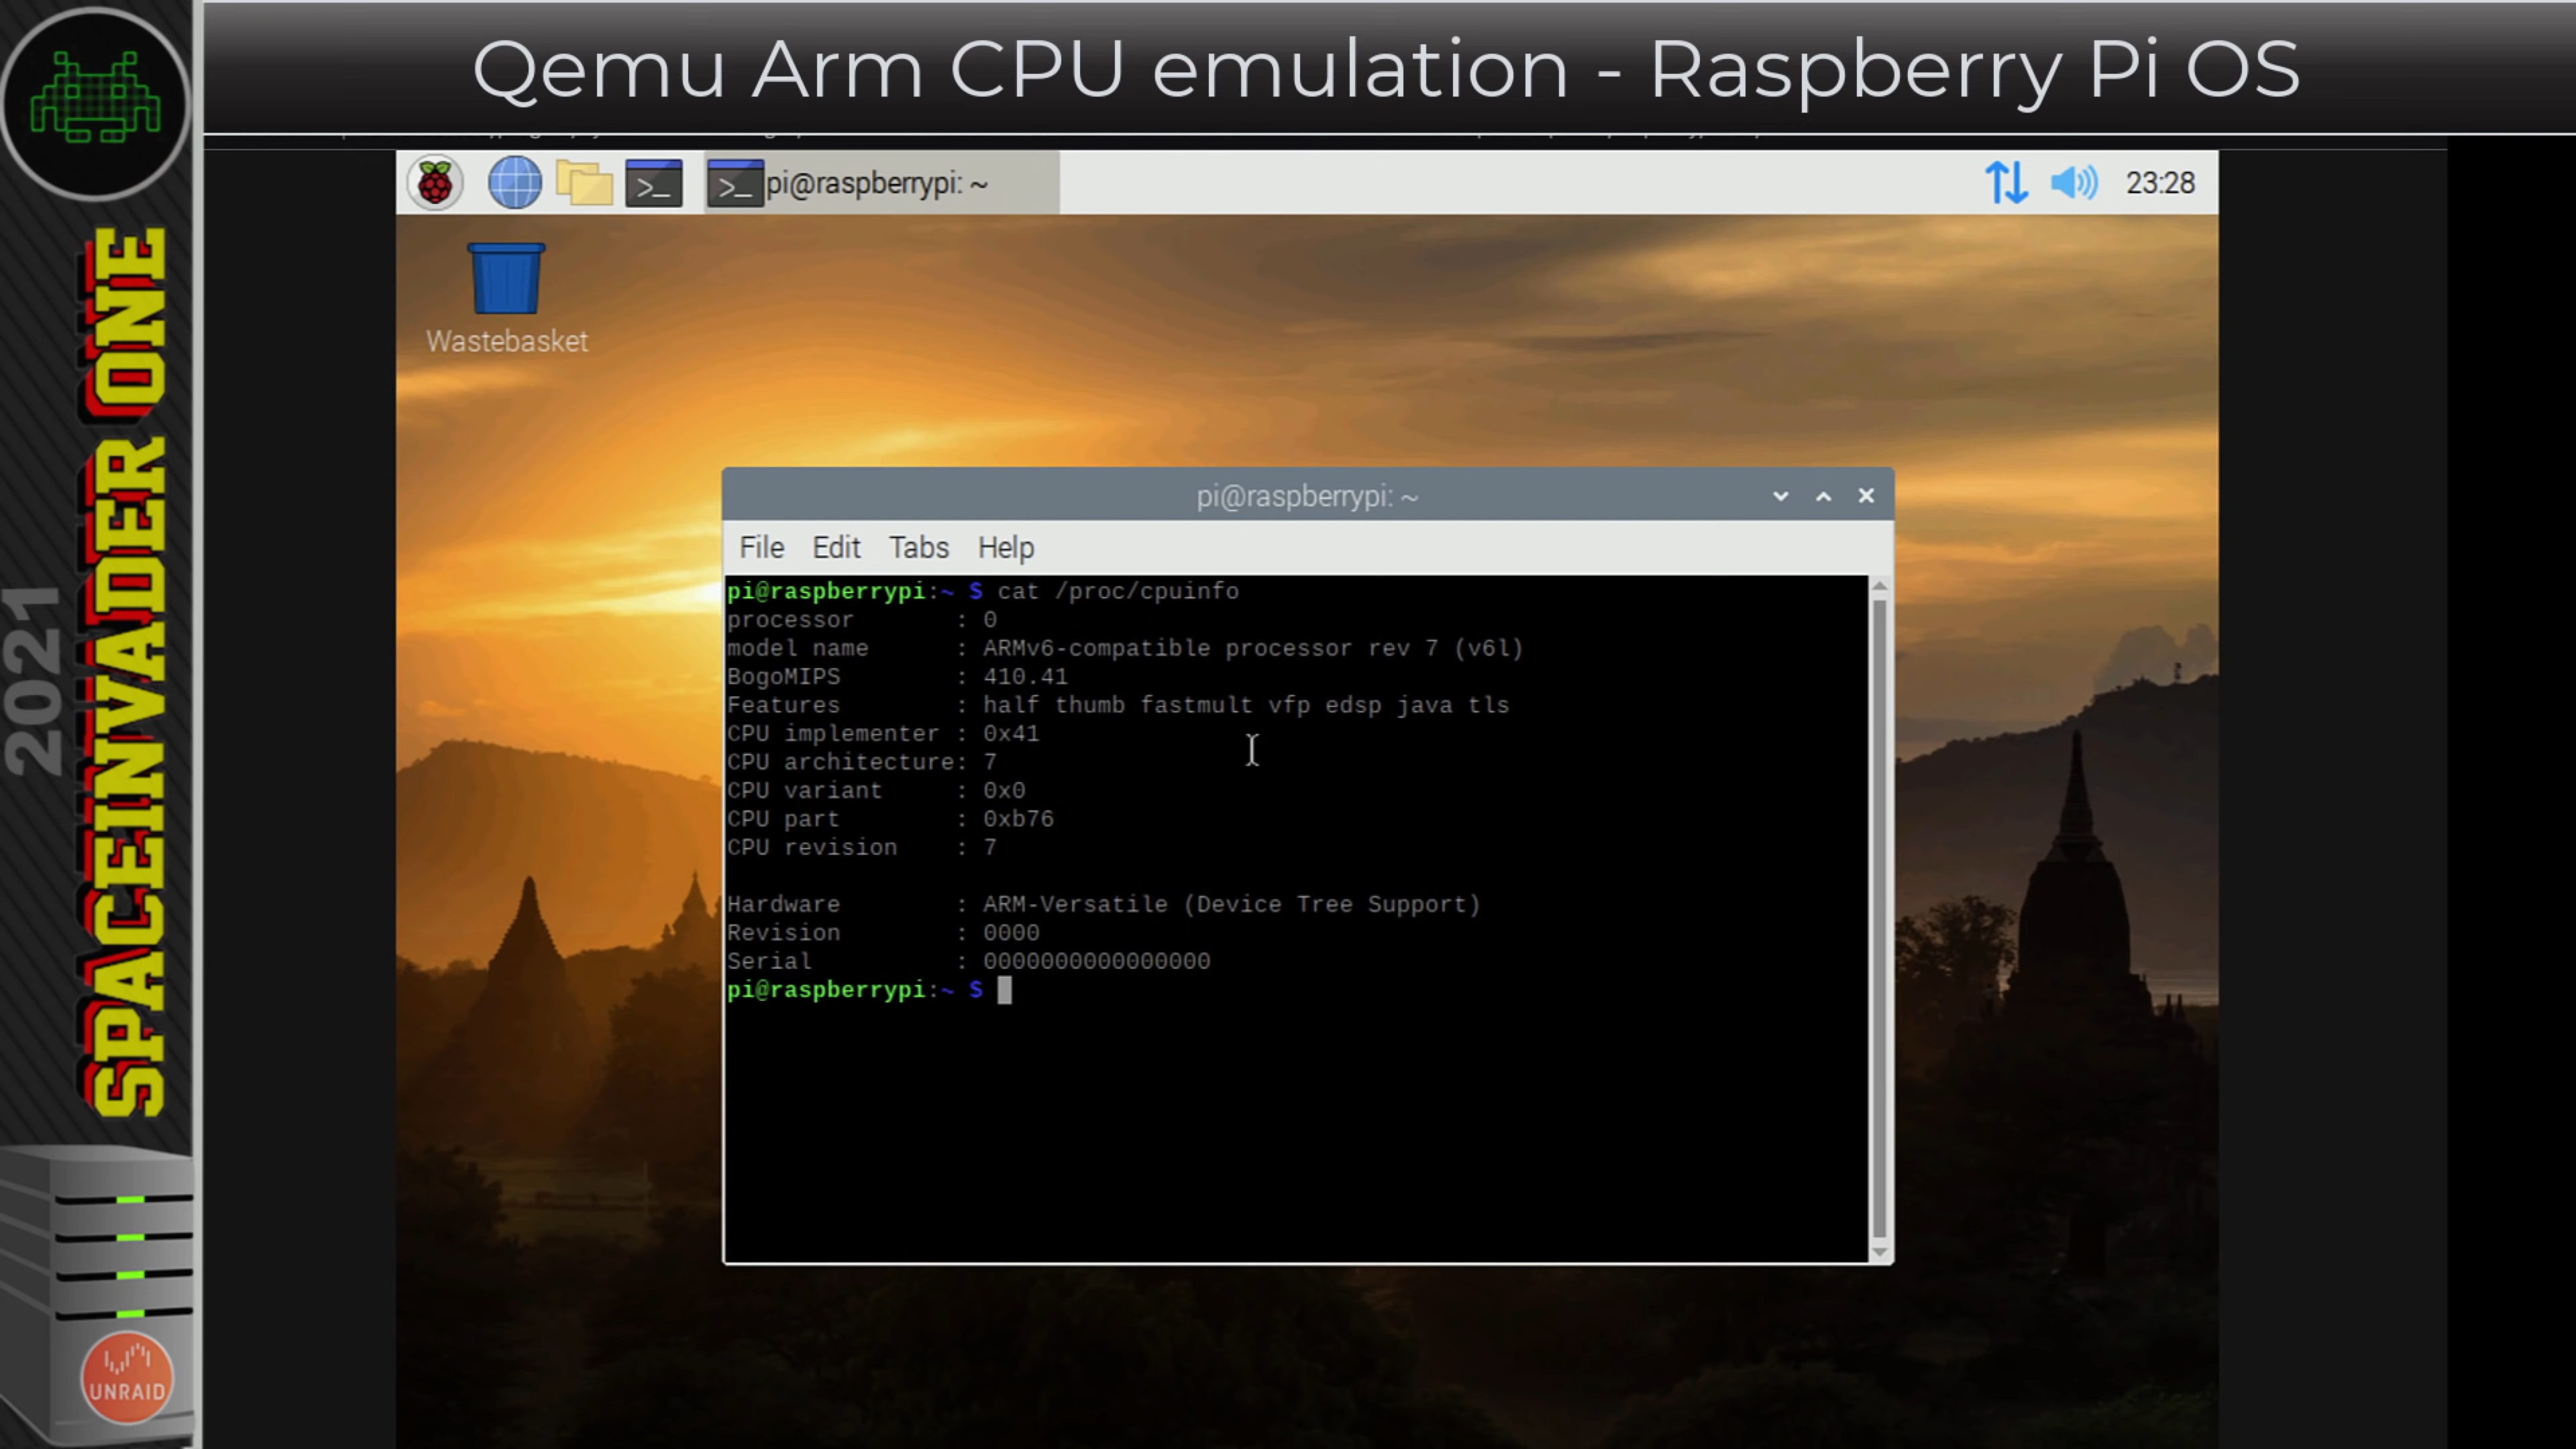 Qemu Arm CPU emulation - Raspberry Pi OS
2021
SPACEINVADER ONE
UNRAID
pi@raspberrypi: ~
23:28
Wastebasket
pi@raspberrypi: ~
File Edit Tabs Help
pi@raspberrypi:~ $ cat /proc/cpuinfo
processor : 0
model name : ARMv6-compatible processor rev 7 (v6l)
BogoMIPS : 410.41
Features : half thumb fastmult vfp edsp java tls
CPU implementer : 0x41
CPU architecture: 7
CPU variant : 0x0
CPU part : 0xb76
CPU revision : 7
Hardware : ARM-Versatile (Device Tree Support)
Revision : 0000
Serial : 0000000000000000
pi@raspberrypi:~ $